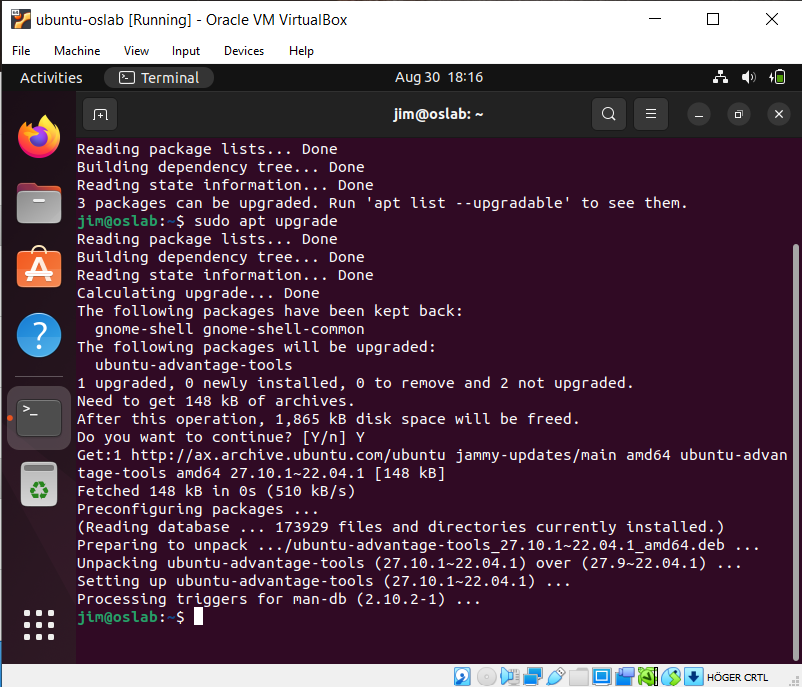 ubuntu-oslab [Running] - Oracle VM VirtualBox
File Machine View Input Devices Help
Activities Terminal Aug 30 18:16
jim@oslab: ~
Reading package lists... Done
Building dependency tree... Done
Reading state information... Done
3 packages can be upgraded. Run 'apt list --upgradable' to see them.
jim@oslab:~$ sudo apt upgrade
Reading package lists... Done
Building dependency tree... Done
Reading state information... Done
Calculating upgrade... Done
The following packages have been kept back:
  gnome-shell gnome-shell-common
The following packages will be upgraded:
  ubuntu-advantage-tools
1 upgraded, 0 newly installed, 0 to remove and 2 not upgraded.
Need to get 148 kB of archives.
After this operation, 1,865 kB disk space will be freed.
Do you want to continue? [Y/n] Y
Get:1 http://ax.archive.ubuntu.com/ubuntu jammy-updates/main amd64 ubuntu-advan
tage-tools amd64 27.10.1~22.04.1 [148 kB]
Fetched 148 kB in 0s (510 kB/s)
Preconfiguring packages ...
(Reading database ... 173929 files and directories currently installed.)
Preparing to unpack .../ubuntu-advantage-tools_27.10.1~22.04.1_amd64.deb ...
Unpacking ubuntu-advantage-tools (27.10.1~22.04.1) over (27.9~22.04.1) ...
Setting up ubuntu-advantage-tools (27.10.1~22.04.1) ...
Processing triggers for man-db (2.10.2-1) ...
jim@oslab:~$
HÖGER CRTL